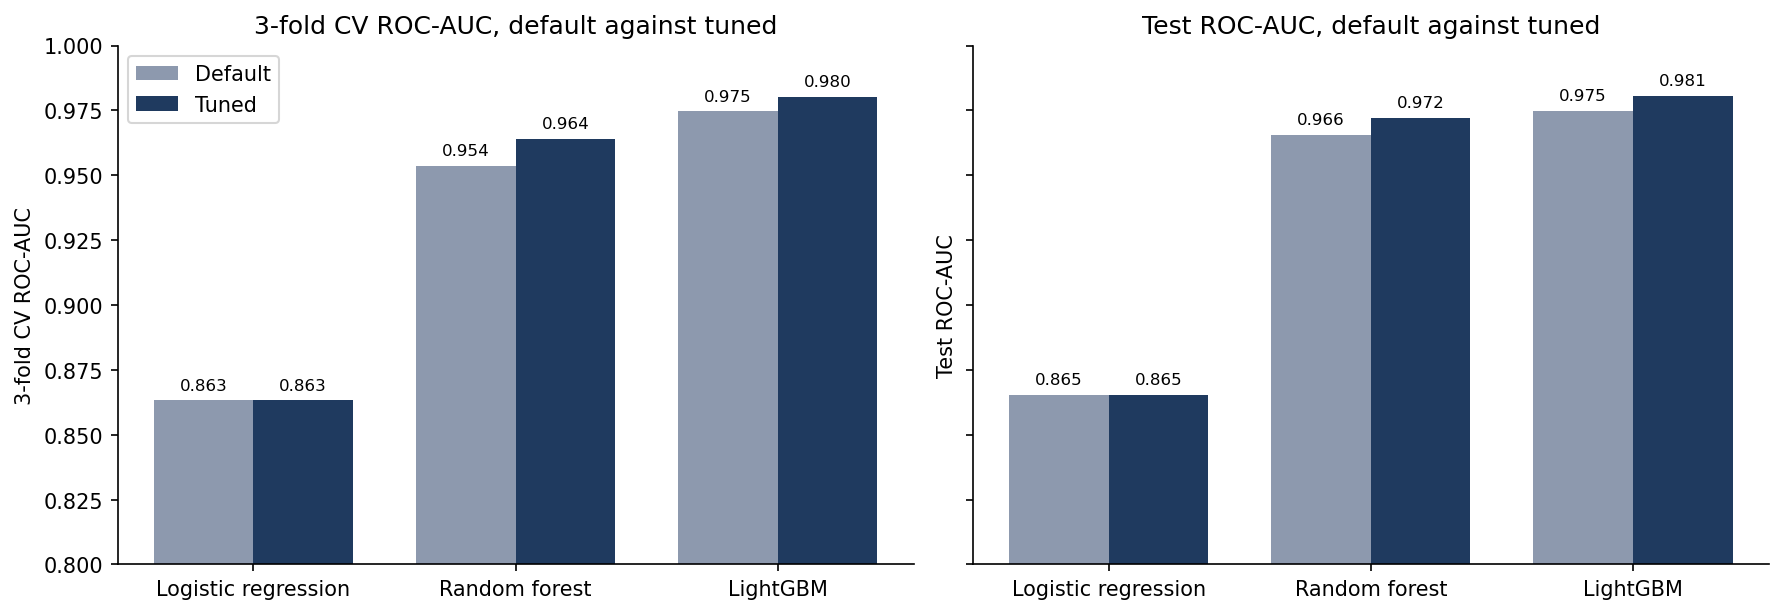 3-fold CV ROC-AUC, default against tuned
3-fold CV ROC-AUC
1.000
0.975
0.950
0.925
0.900
0.875
0.850
0.825
0.800
Default
Tuned
0.863
0.863
0.954
0.964
0.975
0.980
Logistic regression
Random forest
LightGBM
Test ROC-AUC, default against tuned
Test ROC-AUC
0.865
0.865
0.966
0.972
0.975
0.981
Logistic regression
Random forest
LightGBM